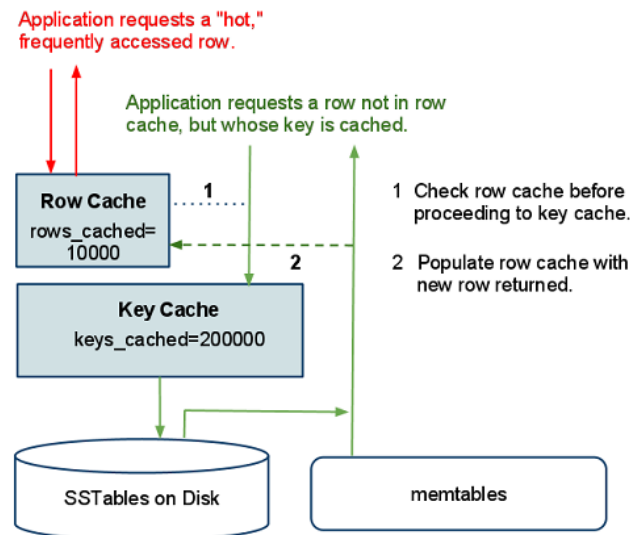 Application requests a "hot,"
frequently accessed row.
Application requests a row not in row
cache, but whose key is cached.
Row Cache
rows_cached=
10000
1
1 Check row cache before
proceeding to key cache.
2
2 Populate row cache with
new row returned.
Key Cache
keys_cached=200000
SSTables on Disk
memtables